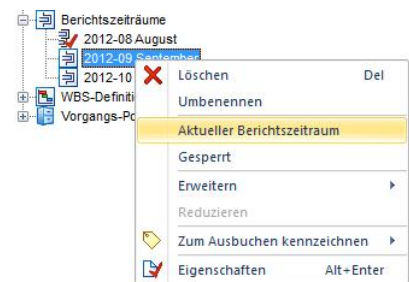 Berichtszeiträume
2012-08 August
2012-09 September
2012-10
WBS-Definiti
Vorgangs-Po
Löschen Del
Umbenennen
Aktueller Berichtszeitraum
Gesperrt
Erweitern
Reduzieren
Zum Ausbuchen kennzeichnen
Eigenschaften Alt+Enter